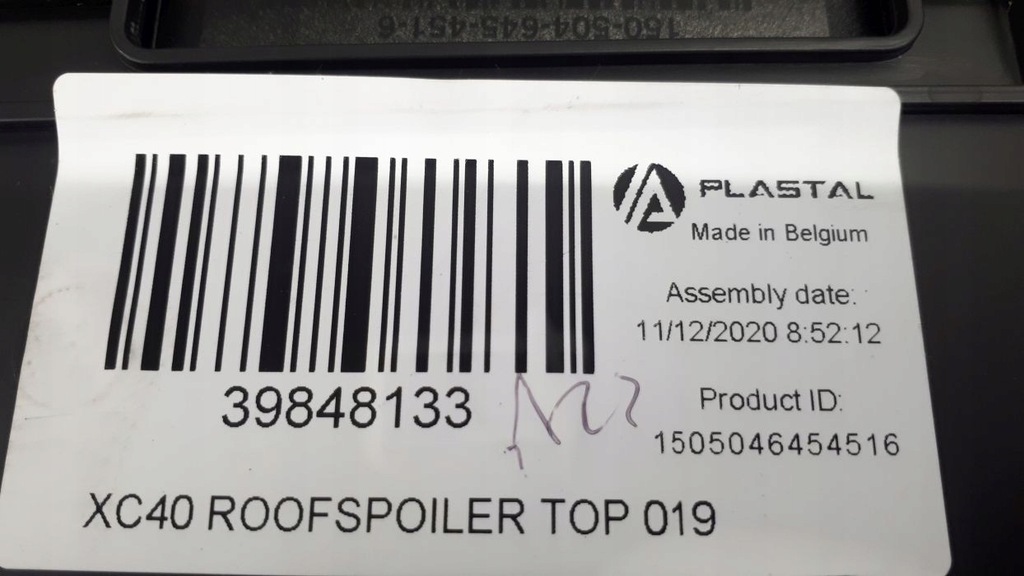 150-504-645-451-6
PLASTAL
Made in Belgium
Assembly date:
11/12/2020 8:52:12
39848133
Product ID:
1505046454516
XC40 ROOFSPOILER TOP 019